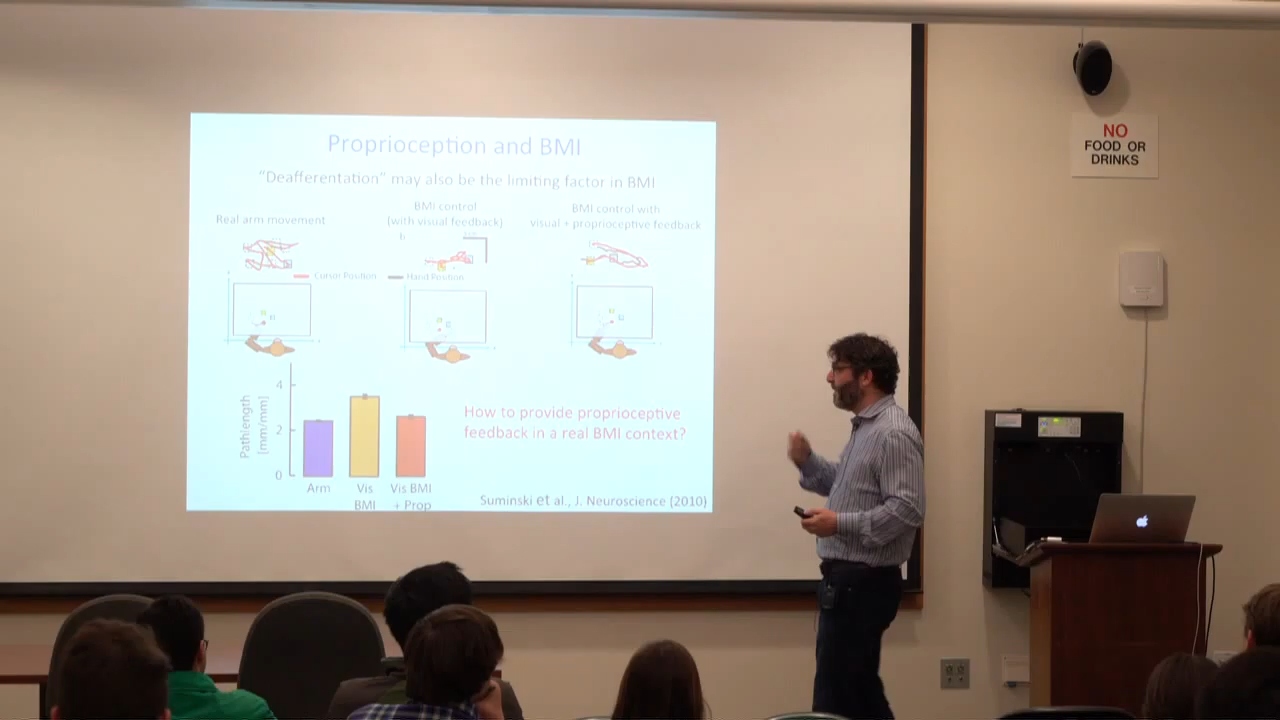 Proprioception and BMI
"Deafferentation" may also be the limiting factor in BMI
Real arm movement
BMI control
(with visual feedback)
BMI control with
visual + proprioceptive feedback
b
Cursor Position
Hand Position
Pathlength
[mm/mm]
4
2
0
Arm
Vis
BMI
Vis BMI
+ Prop
How to provide proprioceptive
feedback in a real BMI context?
Suminski et al., J. Neuroscience (2010)
NO
FOOD OR
DRINKS